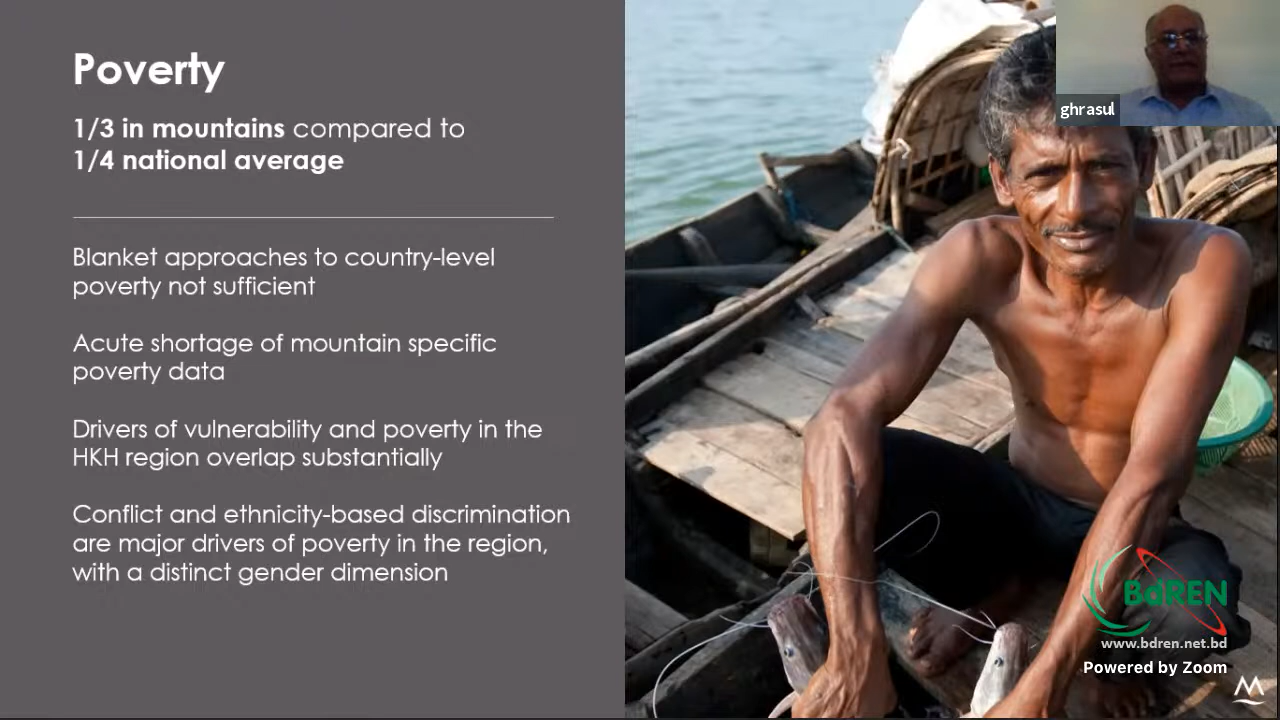 Poverty
1/3 in mountains compared to
1/4 national average
Blanket approaches to country-level
poverty not sufficient
Acute shortage of mountain specific
poverty data
Drivers of vulnerability and poverty in the
HKH region overlap substantially
Conflict and ethnicity-based discrimination
are major drivers of poverty in the region,
with a distinct gender dimension
ghrasul
BdREN
www.bdren.net.bd
Powered by Zoom